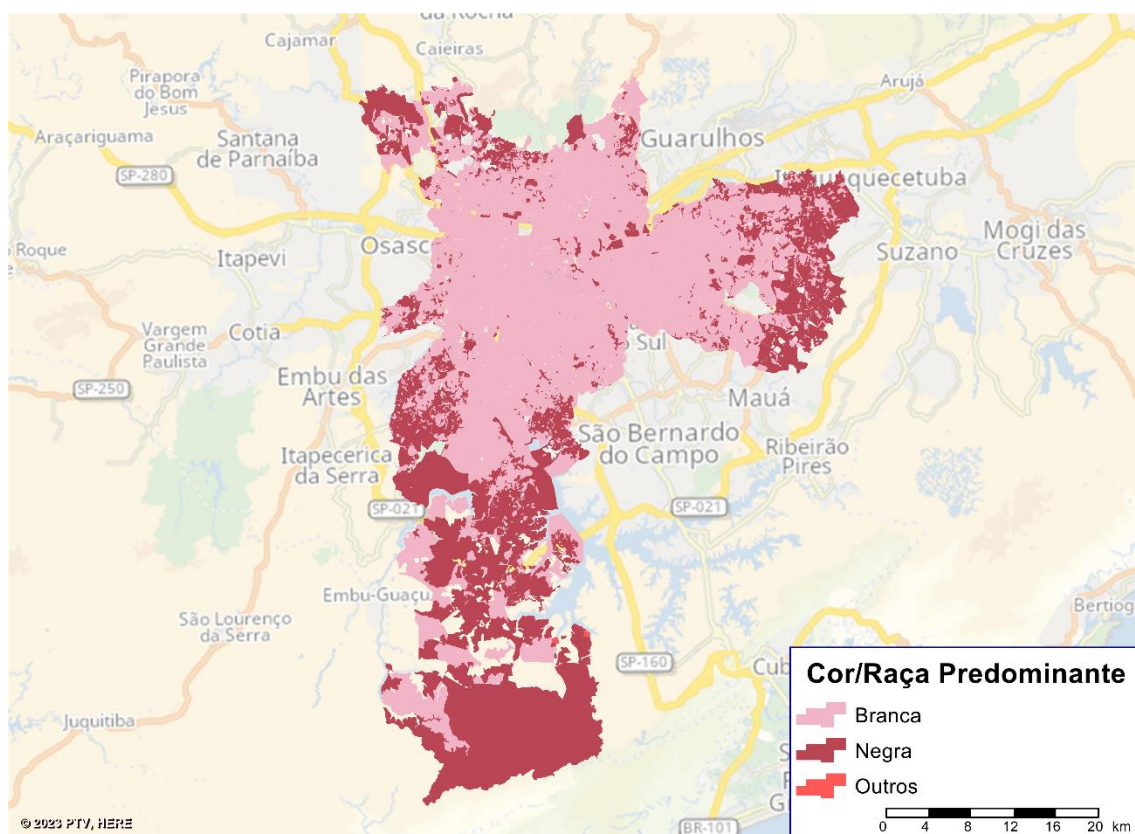 da Rocha
Cajamar
Caieiras
Pirapora
do Bom
Jesus
Arujá
Araçariguama
Santana
de Parnaíba
Guarulhos
SP-280
Itaquaquecetuba
Mogi das
Cruzes
Roque
Itapevi
Osasc
Suzano
Vargem
Grande
Paulista
Cotia
o Sul
SP-250
Embu das
Artes
Mauá
São Bernardo
do Campo
Ribeirão
Pires
Itapecerica
da Serra
SP-021
SP-021
Embu-Guaçu
São Lourenço
da Serra
Bertiog
SP-160
Cub
Juquitiba
Cor/Raça Predominante
Branca
Negra
Outros
S
P
G
0 4 8 12 16 20 km
BR-101
© 2023 PTV, HERE